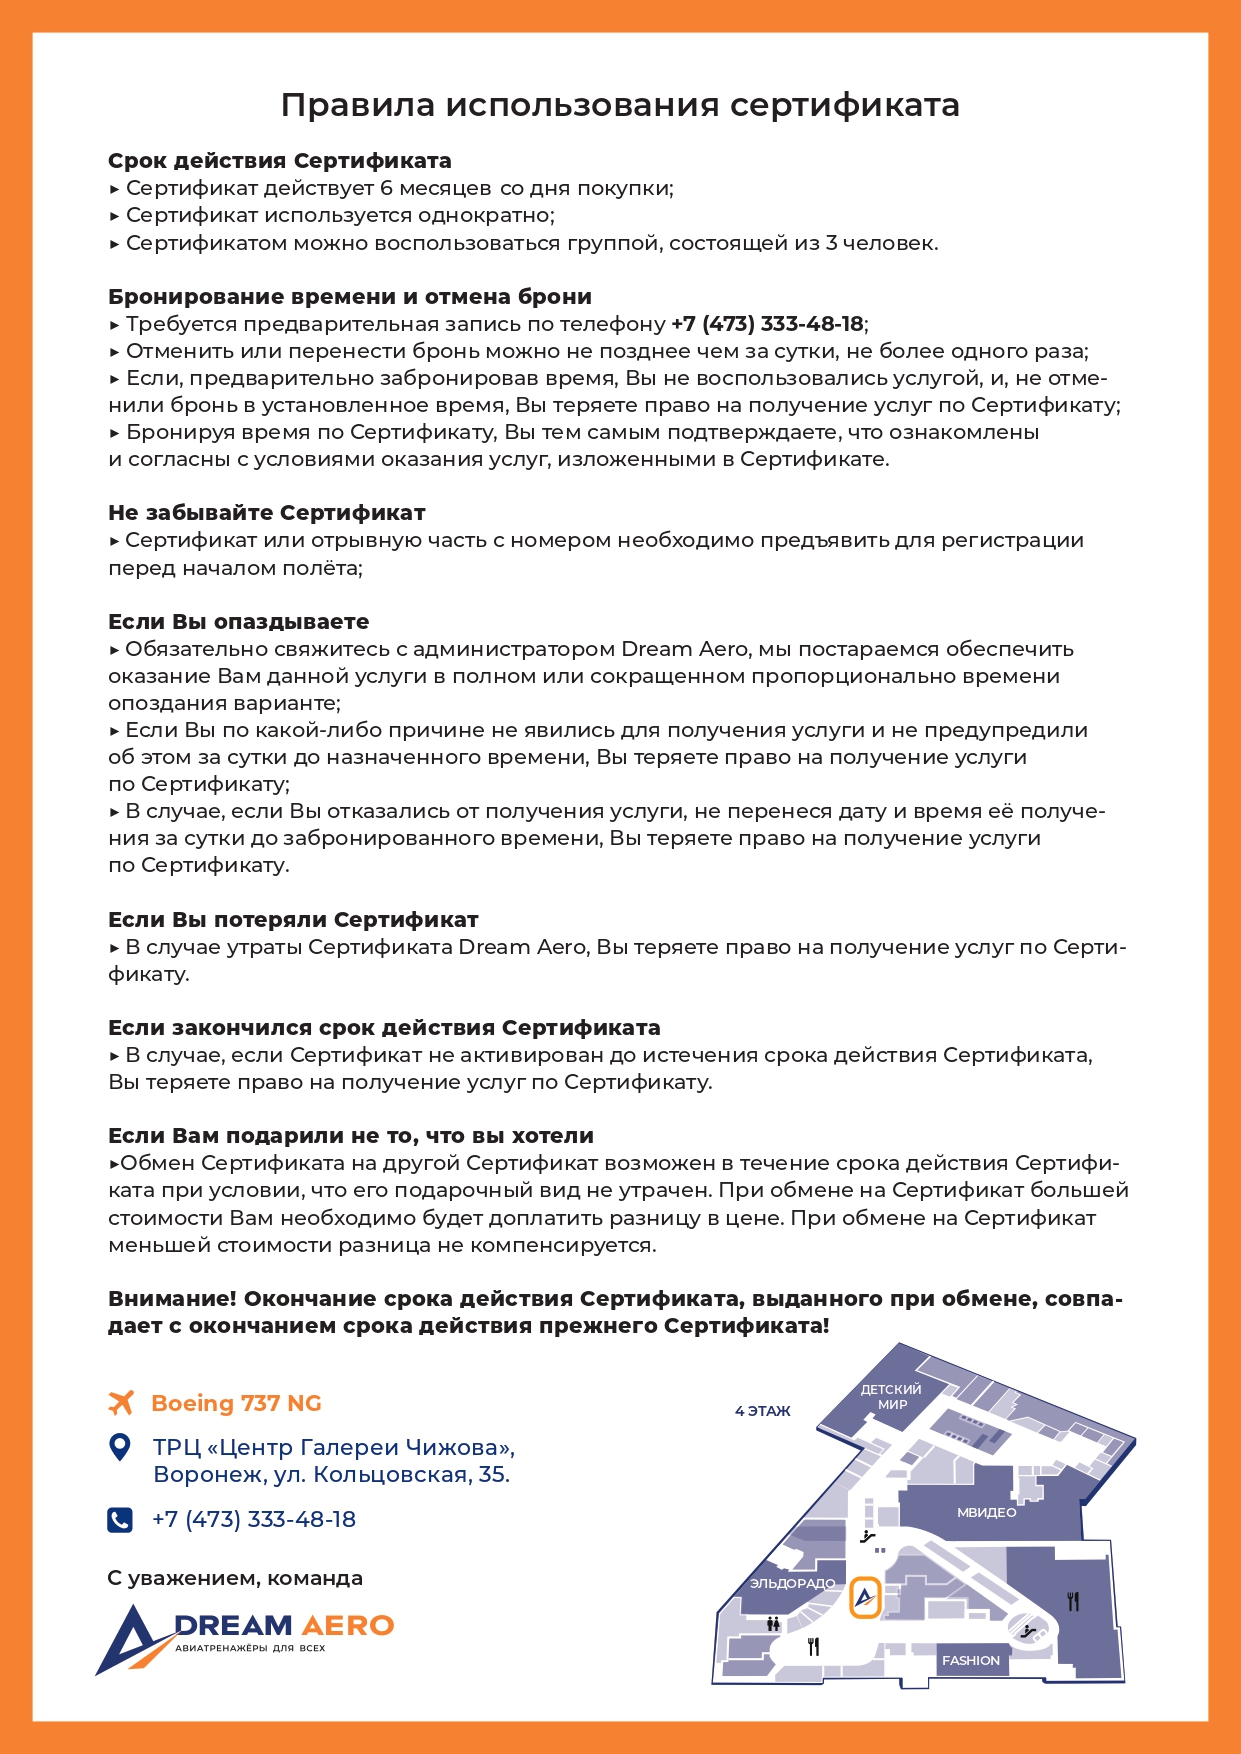 Правила использования сертификата
Срок действия Сертификата
▸ Сертификат действует 6 месяцев со дня покупки;
▸ Сертификат используется однократно;
▸ Сертификатом можно воспользоваться группой, состоящей из 3 человек.
Бронирование времени и отмена брони
▸ Требуется предварительная запись по телефону +7 (473) 333-48-18;
▸ Отменить или перенести бронь можно не позднее чем за сутки, не более одного раза;
▸ Если, предварительно забронировав время, Вы не воспользовались услугой, и, не отме-
нили бронь в установленное время, Вы теряете право на получение услуг по Сертификату;
▸ Бронируя время по Сертификату, Вы тем самым подтверждаете, что ознакомлены
и согласны с условиями оказания услуг, изложенными в Сертификате.
Не забывайте Сертификат
▸ Сертификат или отрывную часть с номером необходимо предъявить для регистрации
перед началом полёта;
Если Вы опаздываете
▸ Обязательно свяжитесь с администратором Dream Aero, мы постараемся обеспечить
оказание Вам данной услуги в полном или сокращенном пропорционально времени
опоздания варианте;
▸ Если Вы по какой-либо причине не явились для получения услуги и не предупредили
об этом за сутки до назначенного времени, Вы теряете право на получение услуги
по Сертификату;
▸ В случае, если Вы отказались от получения услуги, не перенеся дату и время её получе-
ния за сутки до забронированного времени, Вы теряете право на получение услуги
по Сертификату.
Если Вы потеряли Сертификат
▸ В случае утраты Сертификата Dream Aero, Вы теряете право на получение услуг по Серти-
фикату.
Если закончился срок действия Сертификата
▸ В случае, если Сертификат не активирован до истечения срока действия Сертификата,
Вы теряете право на получение услуг по Сертификату.
Если Вам подарили не то, что вы хотели
▸Обмен Сертификата на другой Сертификат возможен в течение срока действия Сертифи-
ката при условии, что его подарочный вид не утрачен. При обмене на Сертификат большей
стоимости Вам необходимо будет доплатить разницу в цене. При обмене на Сертификат
меньшей стоимости разница не компенсируется.
Внимание! Окончание срока действия Сертификата, выданного при обмене, совпа-
дает с окончанием срока действия прежнего Сертификата!
Boeing 737 NG
ТРЦ «Центр Галереи Чижова»,
Воронеж, ул. Кольцовская, 35.
+7 (473) 333-48-18
С уважением, команда
DREAM AERO
АВИАТРЕНАЖЁРЫ ДЛЯ ВСЕХ
4 ЭТАЖ
ДЕТСКИЙ
МИР
МВИДЕО
ЭЛЬДОРАДО
FASHION